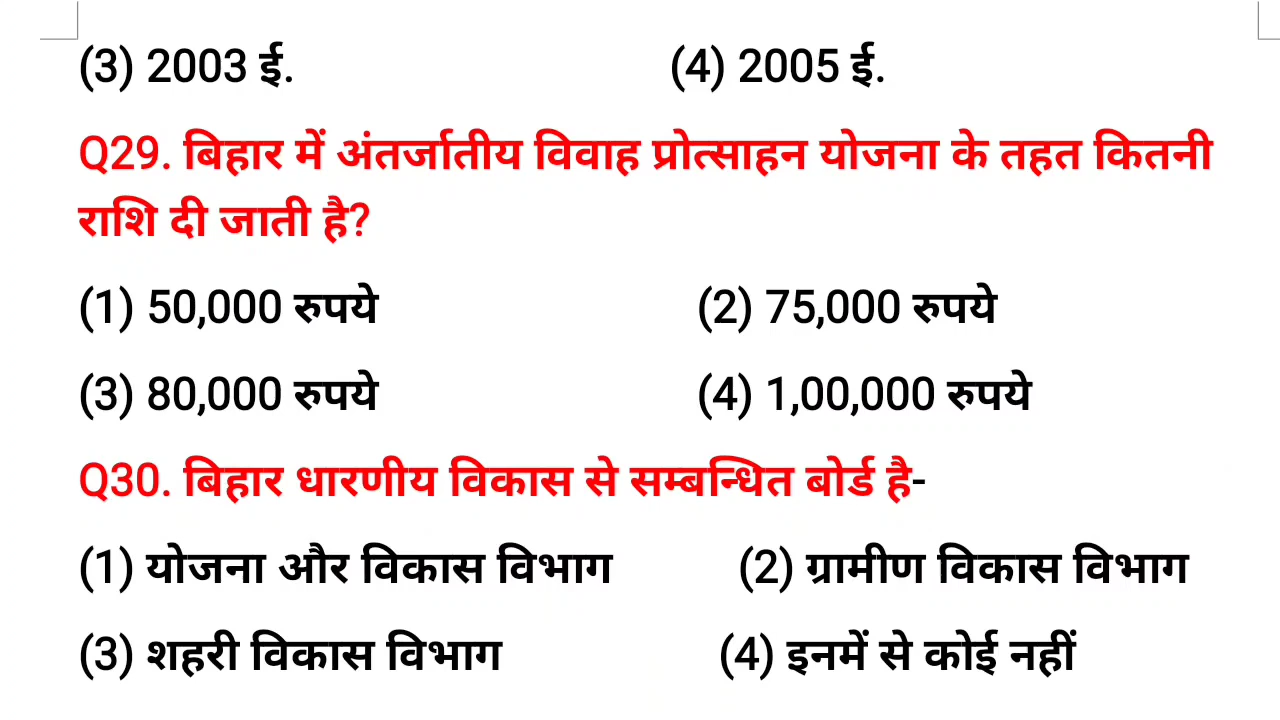 (3) 2003 ई. (4) 2005 ई.
Q29. बिहार में अंतर्जातीय विवाह प्रोत्साहन योजना के तहत कितनी
राशि दी जाती है?
(1) 50,000 रुपये (2) 75,000 रुपये
(3) 80,000 रुपये (4) 1,00,000 रुपये
Q30. बिहार धारणीय विकास से सम्बन्धित बोर्ड है-
(1) योजना और विकास विभाग (2) ग्रामीण विकास विभाग
(3) शहरी विकास विभाग (4) इनमें से कोई नहीं